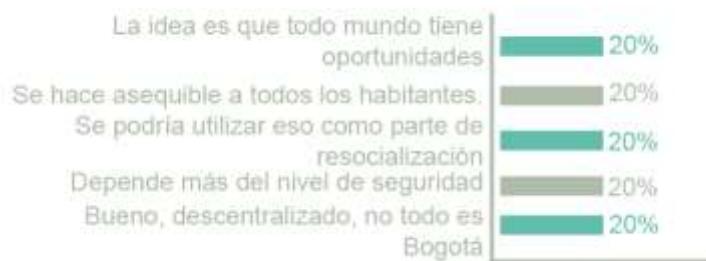 La idea es que todo mundo tiene
oportunidades
20%
Se hace asequible a todos los habitantes.
20%
Se podría utilizar eso como parte de
resocialización
20%
Depende más del nivel de seguridad
20%
Bueno, descentralizado, no todo es
Bogotá
20%